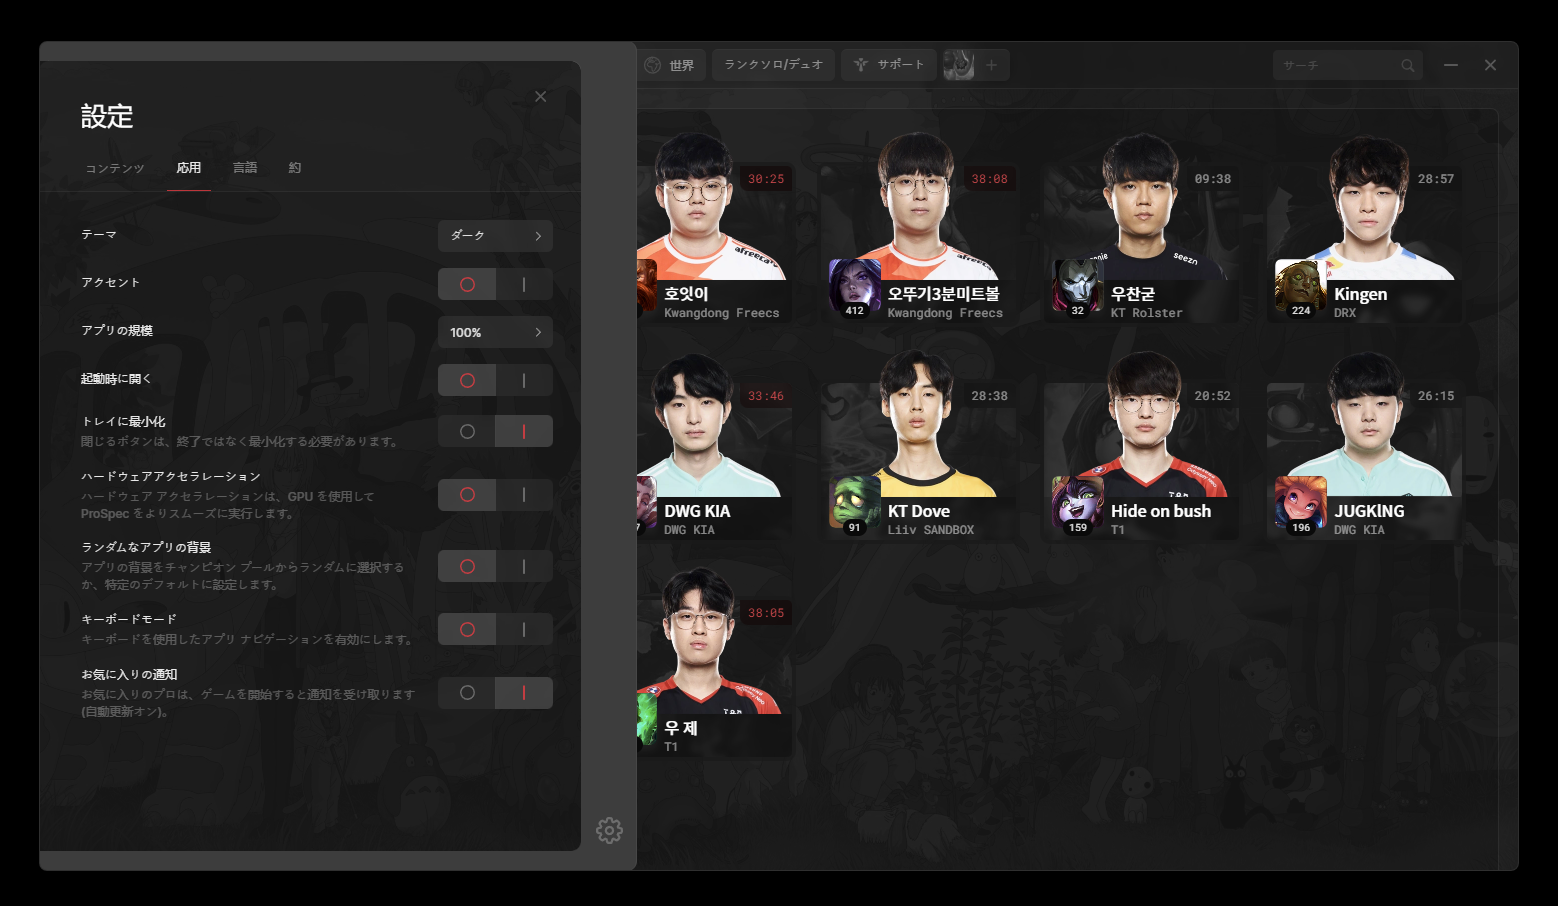 設定
コンテンツ
応用
言語
約
テーマ
ダーク
アクセント
アプリの規模
100%
起動時に開く
トレイに最小化
閉じるボタンは、終了ではなく最小化する必要があります。
ハードウェアアクセラレーション
ハードウェア アクセラレーションは、GPU を使用して
ProSpec をよりスムーズに実行します。
ランダムなアプリの背景
アプリの背景をチャンピオン プールからランダムに選択する
か、特定のデフォルトに設定します。
キーボードモード
キーボードを使用したアプリ ナビゲーションを有効にします。
お気に入りの通知
お気に入りのプロは、ゲームを開始すると通知を受け取ります
(自動更新オン)。
世界
ランクソロ/デュオ
サポート
サーチ
30:25
호잇이
Kwangdong Freecs
38:08
412
오뚜기3분미트볼
Kwangdong Freecs
09:38
32
우찬굳
KT Rolster
28:57
224
Kingen
DRX
33:46
7
DWG KIA
DWG KIA
28:38
91
KT Dove
Liiv SANDBOX
20:52
159
Hide on bush
T1
26:15
196
JUGKlNG
DWG KIA
38:05
우 제
T1